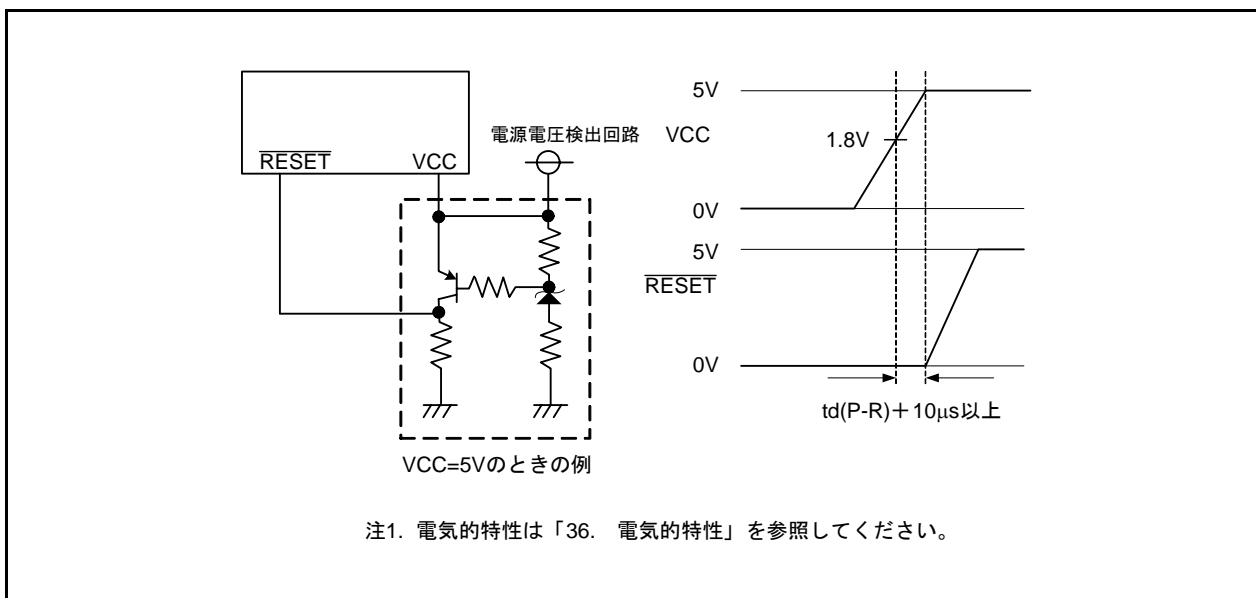 RESET VCC
電源電圧検出回路
VCC=5Vのときの例
5V
VCC
1.8V
0V
5V
RESET
0V
td(P-R)＋10μs以上
注1. 電気的特性は「36.　電気的特性」を参照してください。